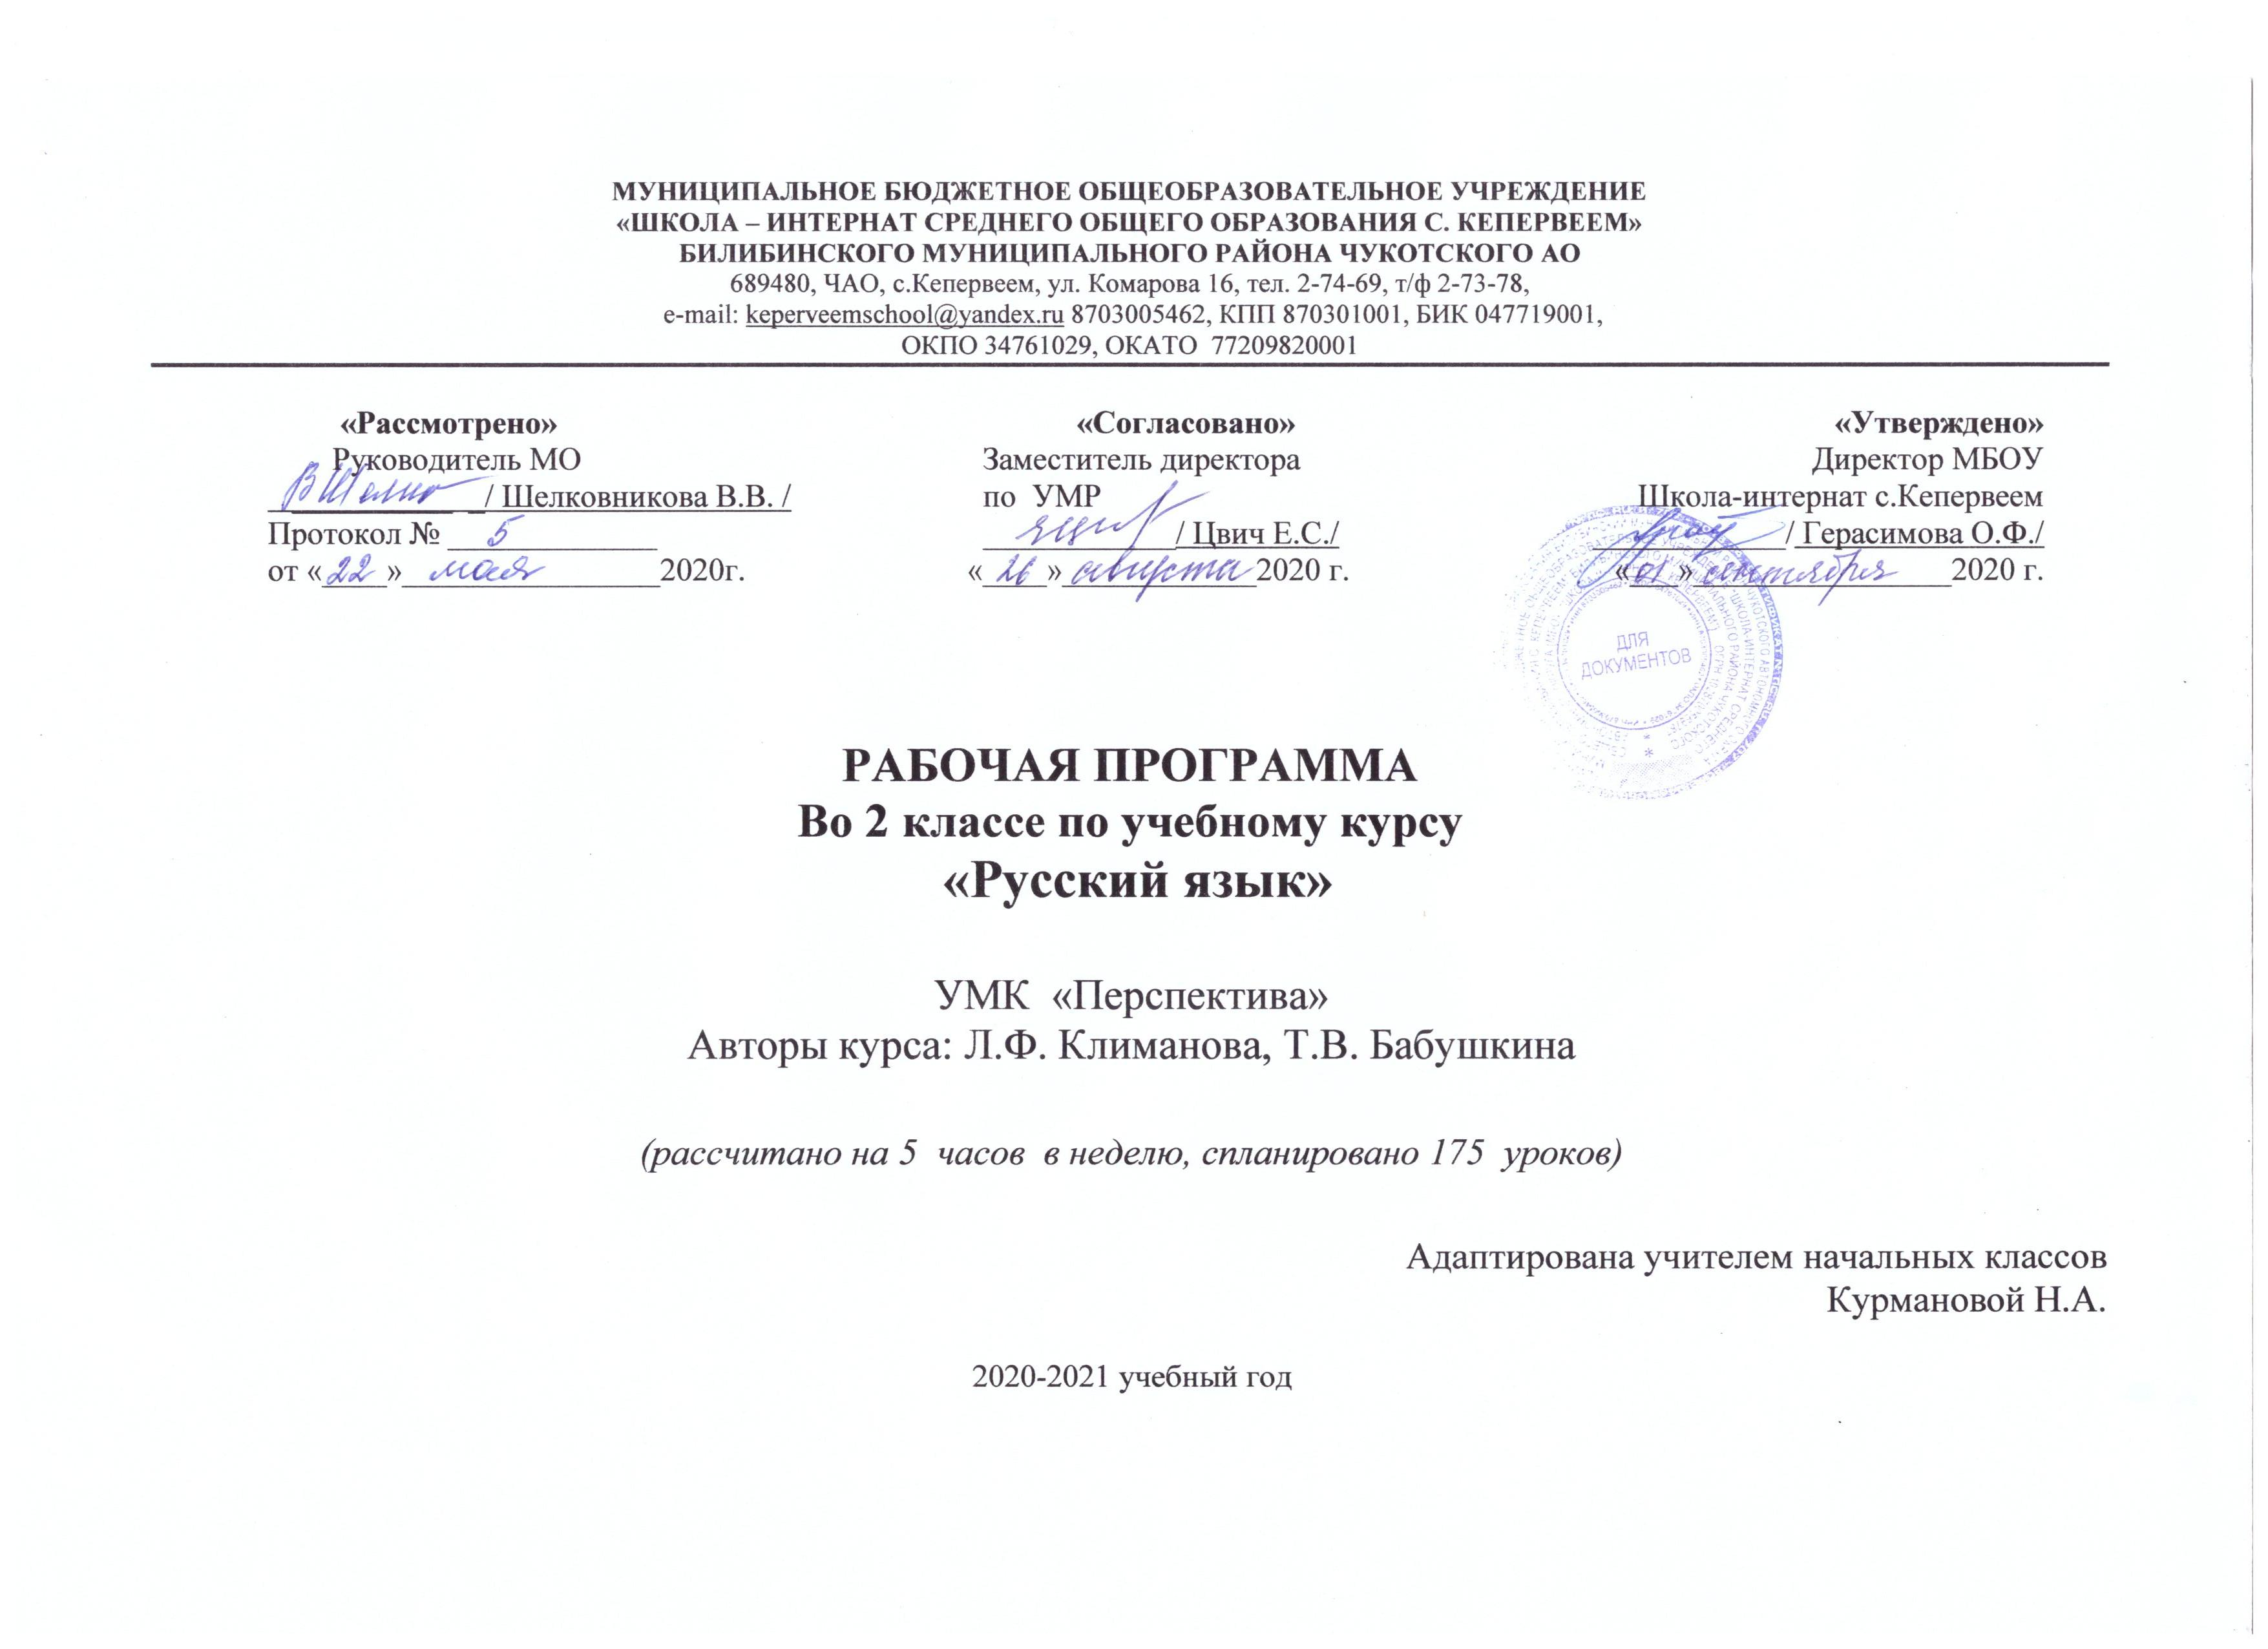 МУНИЦИПАЛЬНОЕ БЮДЖЕТНОЕ ОБЩЕОБРАЗОВАТЕЛЬНОЕ УЧРЕЖДЕНИЕ
«ШКОЛА – ИНТЕРНАТ СРЕДНЕГО ОБЩЕГО ОБРАЗОВАНИЯ С. КЕПЕРВЕЕМ»
БИЛИБИНСКОГО МУНИЦИПАЛЬНОГО РАЙОНА ЧУКОТСКОГО АО
689480, ЧАО, с.Кепервеем, ул. Комарова 16, тел. 2-74-69, т/ф 2-73-78,
e-mail: keperveemschool@yandex.ru 8703005462, КПП 870301001, БИК 047719001,
ОКПО 34761029, ОКАТО 77209820001
«Рассмотрено»
Руководитель МО
/ Шелковникова В.В. /
Протокол № 5
от «22» мая 2020г.
«Согласовано»
Заместитель директора
по УМР
/ Цвич Е.С./
«26» августа 2020 г.
«Утверждено»
Директор МБОУ
Школа-интернат с.Кепервеем
/ Герасимова О.Ф./
«01» сентября 2020 г.
ДЛЯ
ДОКУМЕНТОВ
РАБОЧАЯ ПРОГРАММА
Во 2 классе по учебному курсу
«Русский язык»
УМК «Перспектива»
Авторы курса: Л.Ф. Климанова, Т.В. Бабушкина
(рассчитано на 5 часов в неделю, спланировано 175 уроков)
Адаптирована учителем начальных классов
Курмановой Н.А.
2020-2021 учебный год